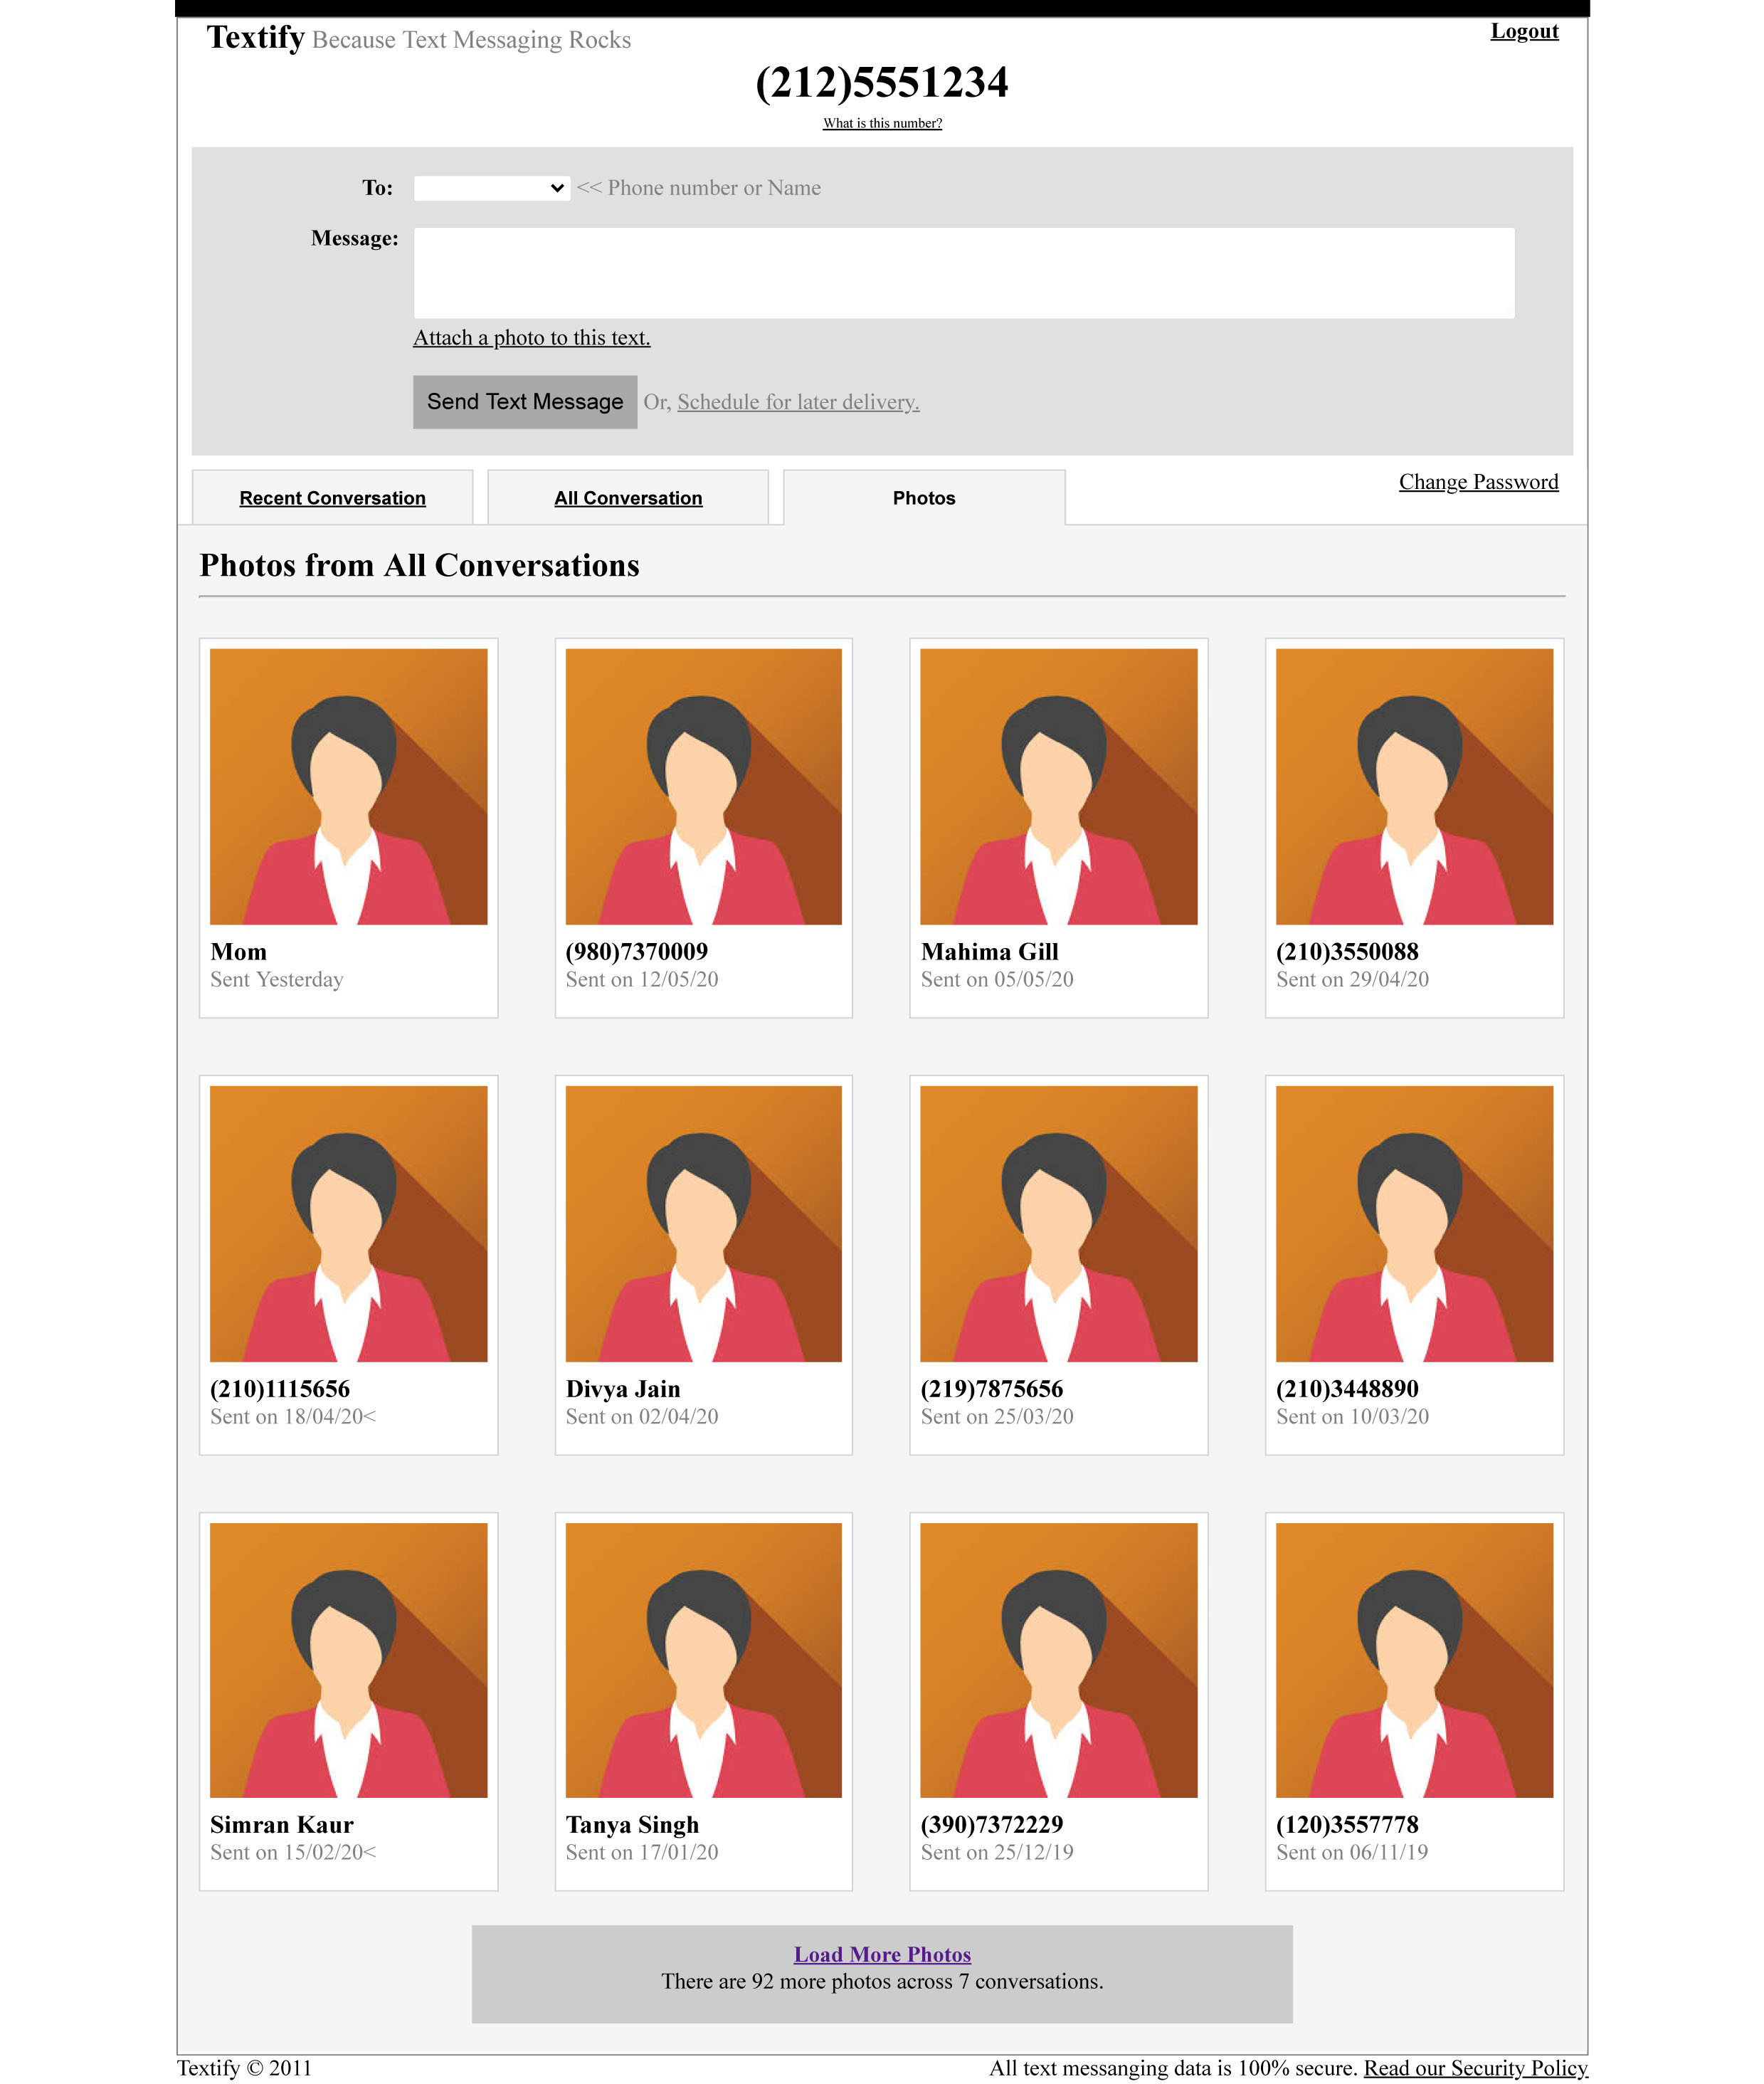 Textify Because Text Messaging Rocks
Logout
(212)5551234
What is this number?
To: << Phone number or Name
Message:
Attach a photo to this text.
Send Text Message Or, Schedule for later delivery.
Recent Conversation
All Conversation
Photos
Change Password
Photos from All Conversations
Mom
Sent Yesterday
(980)7370009
Sent on 12/05/20
Mahima Gill
Sent on 05/05/20
(210)3550088
Sent on 29/04/20
(210)1115656
Sent on 18/04/20<
Divya Jain
Sent on 02/04/20
(219)7875656
Sent on 25/03/20
(210)3448890
Sent on 10/03/20
Simran Kaur
Sent on 15/02/20<
Tanya Singh
Sent on 17/01/20
(390)7372229
Sent on 25/12/19
(120)3557778
Sent on 06/11/19
Load More Photos
There are 92 more photos across 7 conversations.
Textify © 2011
All text messanging data is 100% secure. Read our Security Policy